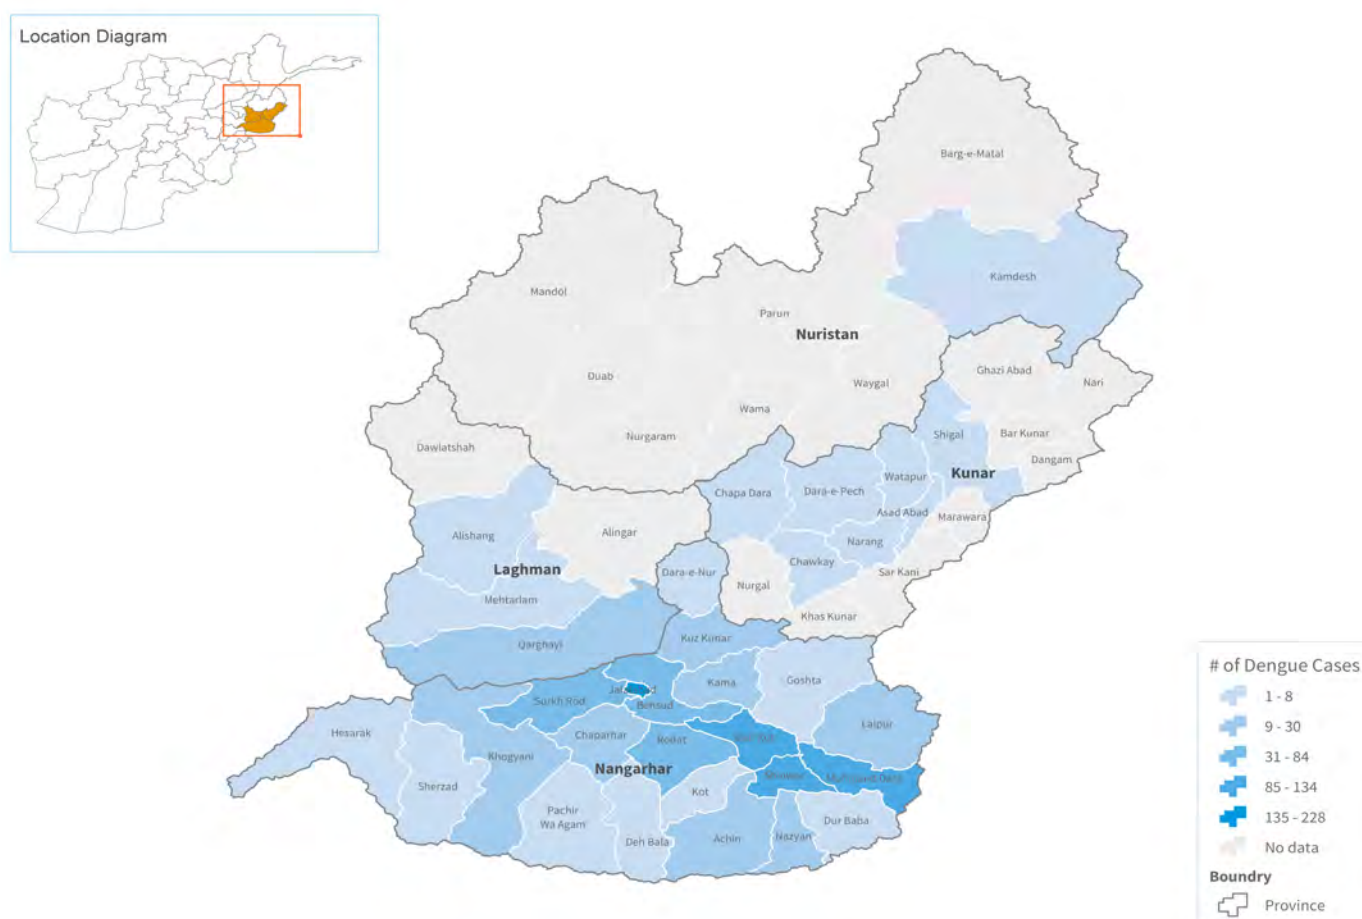 Location Diagram
Barg-e-Matal
Kamdesh
Mandol
Parun
Nuristan
Ghazi Abad
Nari
Duab
Waygal
Wama
Nurgaram
Bar Kunar
Shigal
Dangam
Dawlatshah
Kunar
Watapur
Chapa Dara
Dara-e-Pech
Asad Abad
Marawara
Alishang
Alingar
Narang
Chawkay
Sar Kani
Laghman
Dara-e-Nur
Nurgal
Mehtarlam
Khas Kunar
Qarghayi
Kuz Kunar
Goshta
Kama
Surkh Rod
Behsud
Lalpur
Hesarak
Chaparhar
Rodat
Khogyani
Nangarhar
Muhmand Dara
Sherzad
Kot
Pachir
Wa Agam
Dur Baba
Deh Bala
Achin
Nazyan
# of Dengue Cases
1 - 8
9 - 30
31 - 84
85 - 134
135 - 228
No data
Boundry
Province